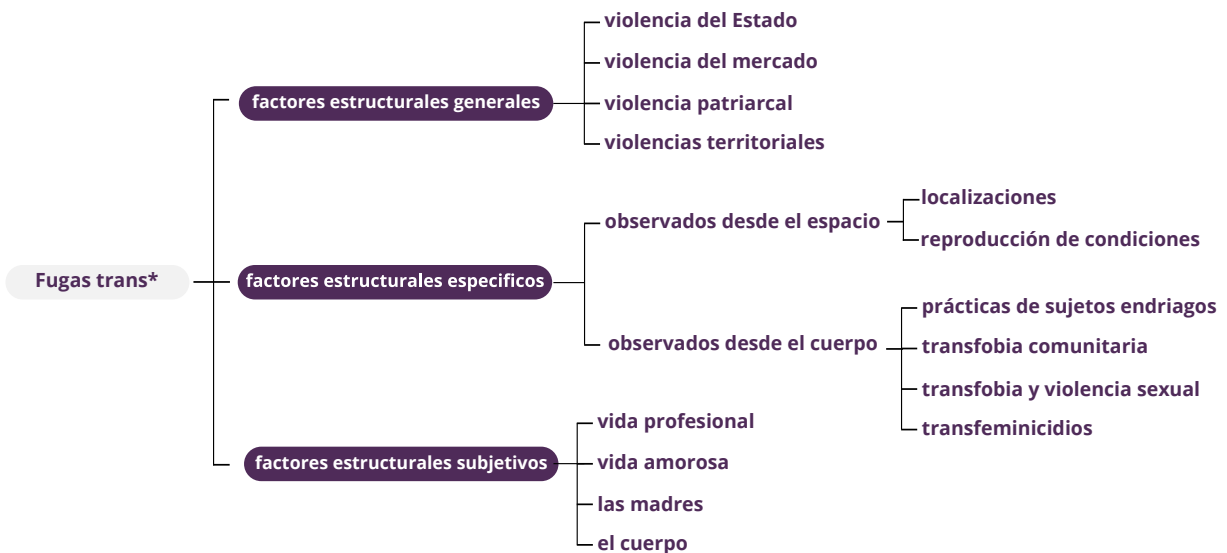 Fugas trans*
factores estructurales generales
violencia del Estado
violencia del mercado
violencia patriarcal
violencias territoriales
factores estructurales especificos
observados desde el espacio
localizaciones
reproducción de condiciones
observados desde el cuerpo
prácticas de sujetos endriagos
transfobia comunitaria
transfobia y violencia sexual
transfeminicidios
factores estructurales subjetivos
vida profesional
vida amorosa
las madres
el cuerpo